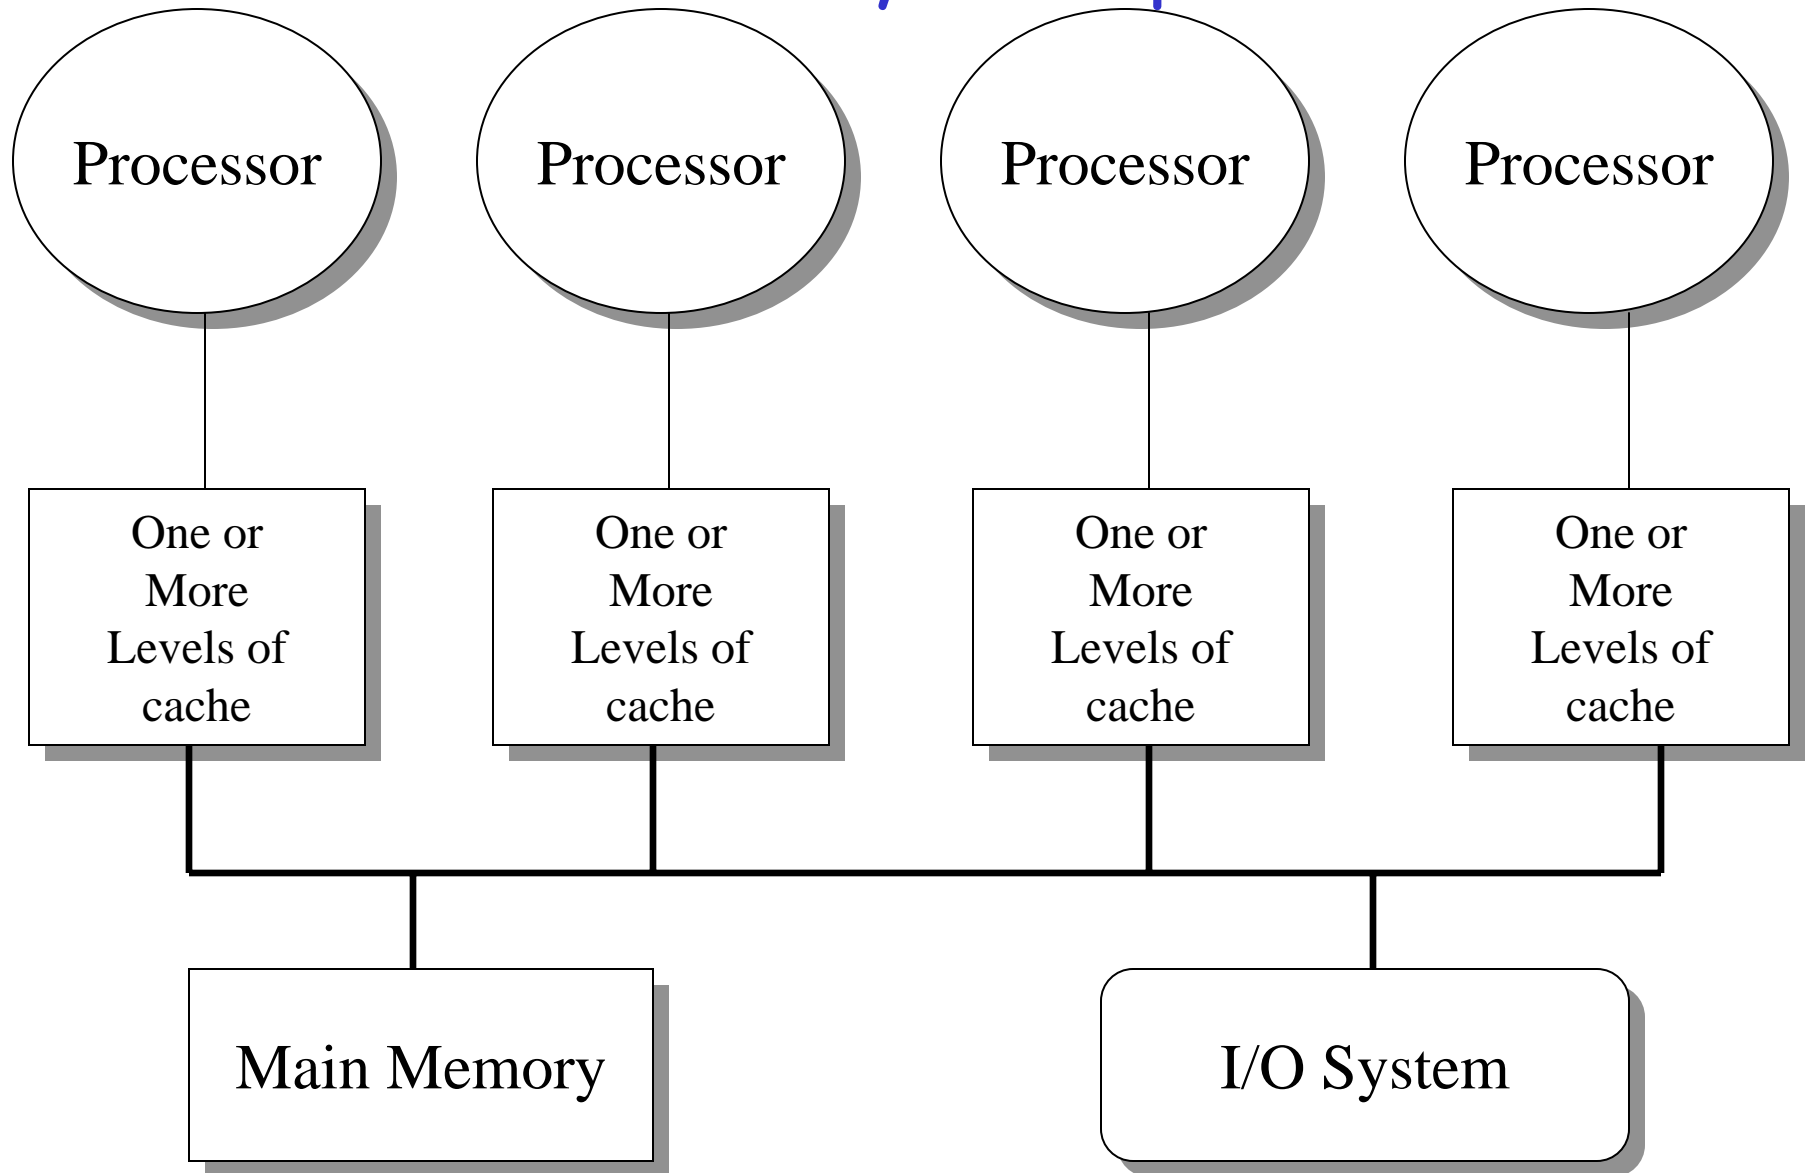 Processor
Processor
Processor
Processor
One or
More
Levels of
cache
One or
More
Levels of
cache
One or
More
Levels of
cache
One or
More
Levels of
cache
Main Memory
I/O System